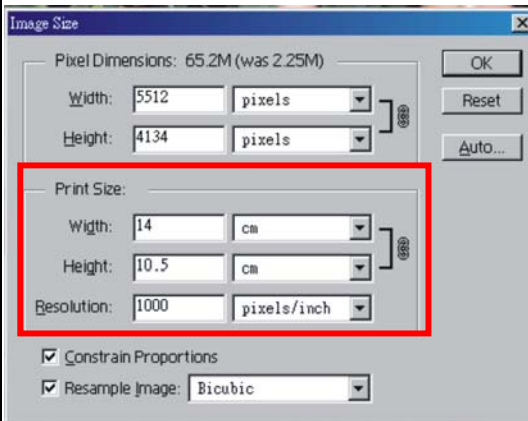 Image Size
Pixel Dimensions: 65.2M (was 2.25M)
OK
Width: 5512 pixels
Reset
Height: 4134 pixels
Auto...
Print Size:
Width: 14 cm
Height: 10.5 cm
Resolution: 1000 pixels/inch
Constrain Proportions
Resample Image: Bicubic